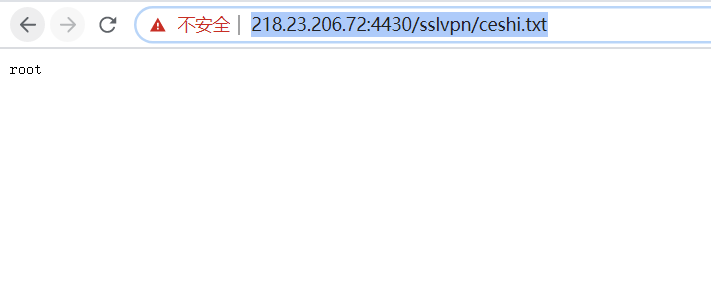 不安全 | 218.23.206.72:4430/sslvpn/ceshi.txt
root